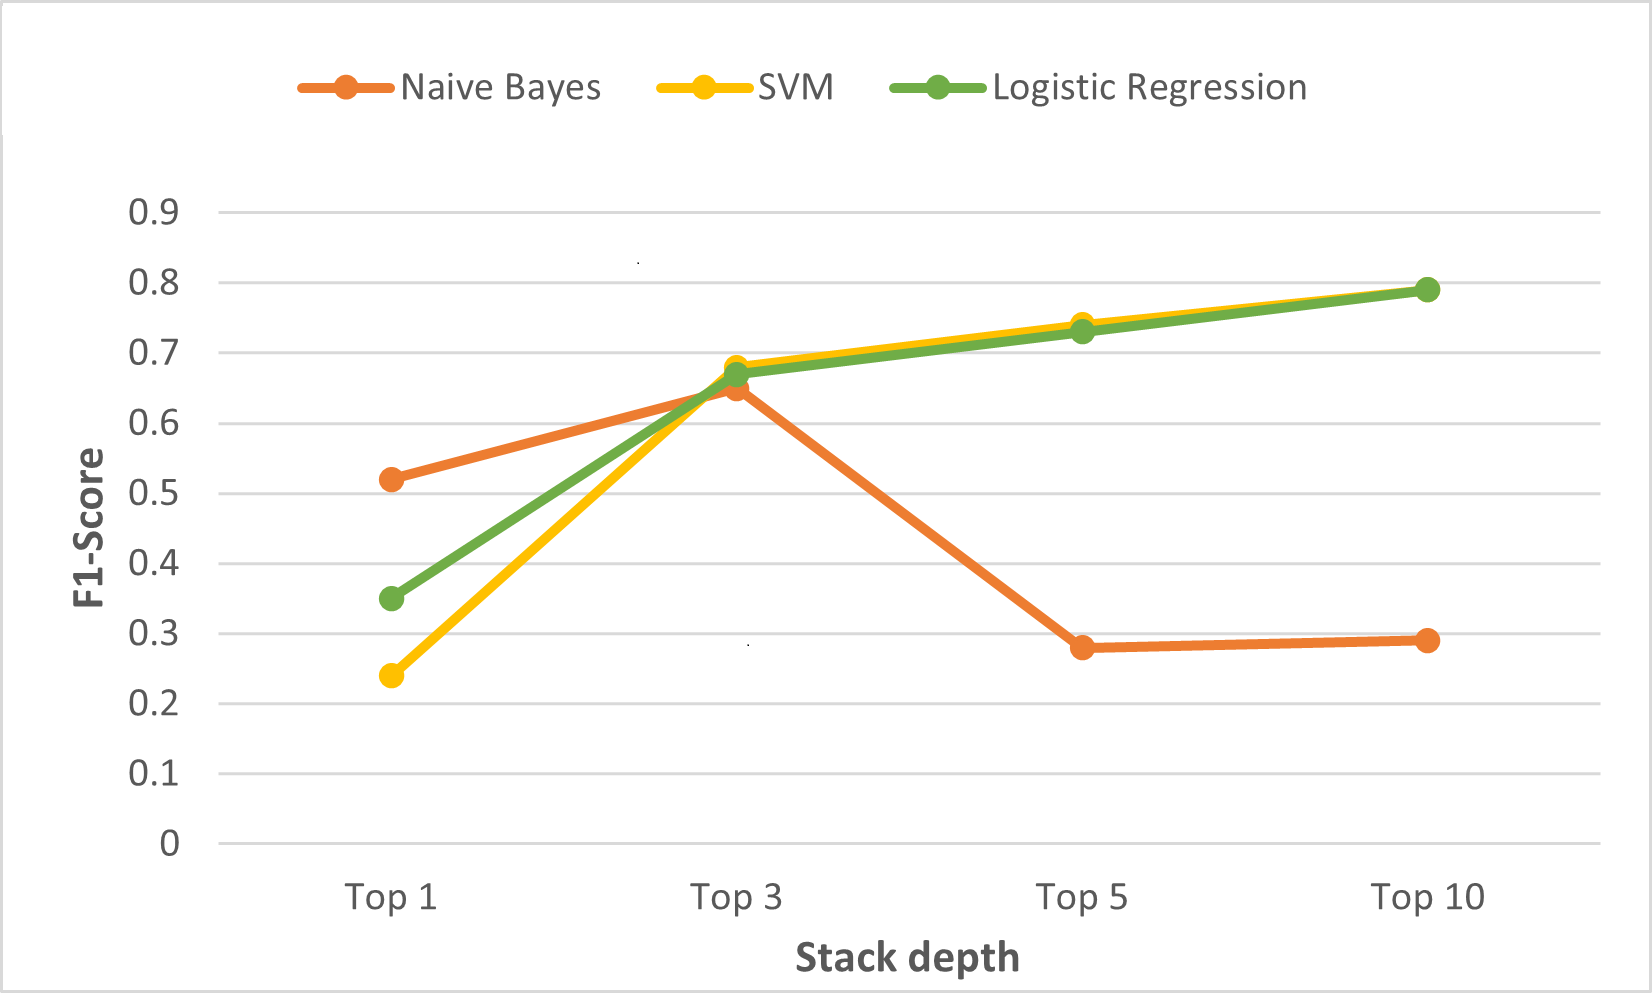 Naive Bayes SVM Logistic Regression
0.9
0.8
0.7
0.6
0.5
0.4
0.3
0.2
0.1
0
F1-Score
Top 1 Top 3 Top 5 Top 10
Stack depth